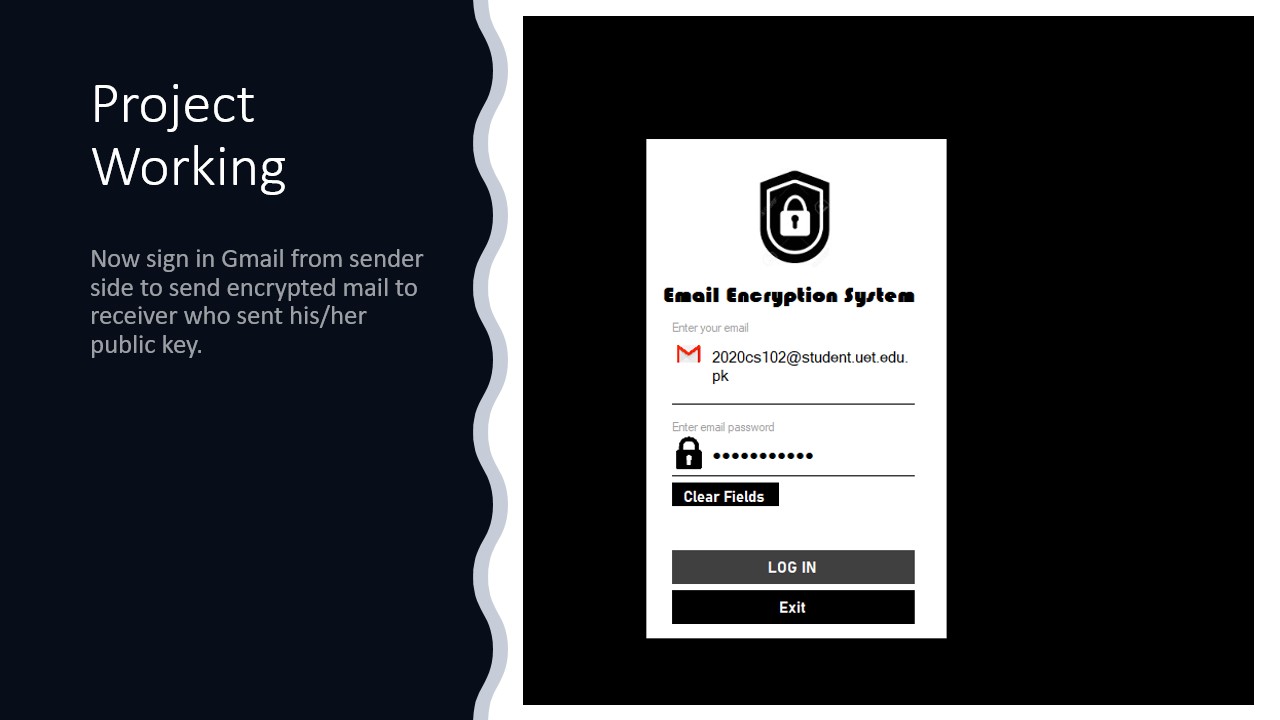 Project
Working
Now sign in Gmail from sender
side to send encrypted mail to
receiver who sent his/her
public key.
Email Encryption System
Enter your email
2020cs102@student.uet.edu.
pk
Enter email password
•••••••••••
Clear Fields
LOG IN
Exit